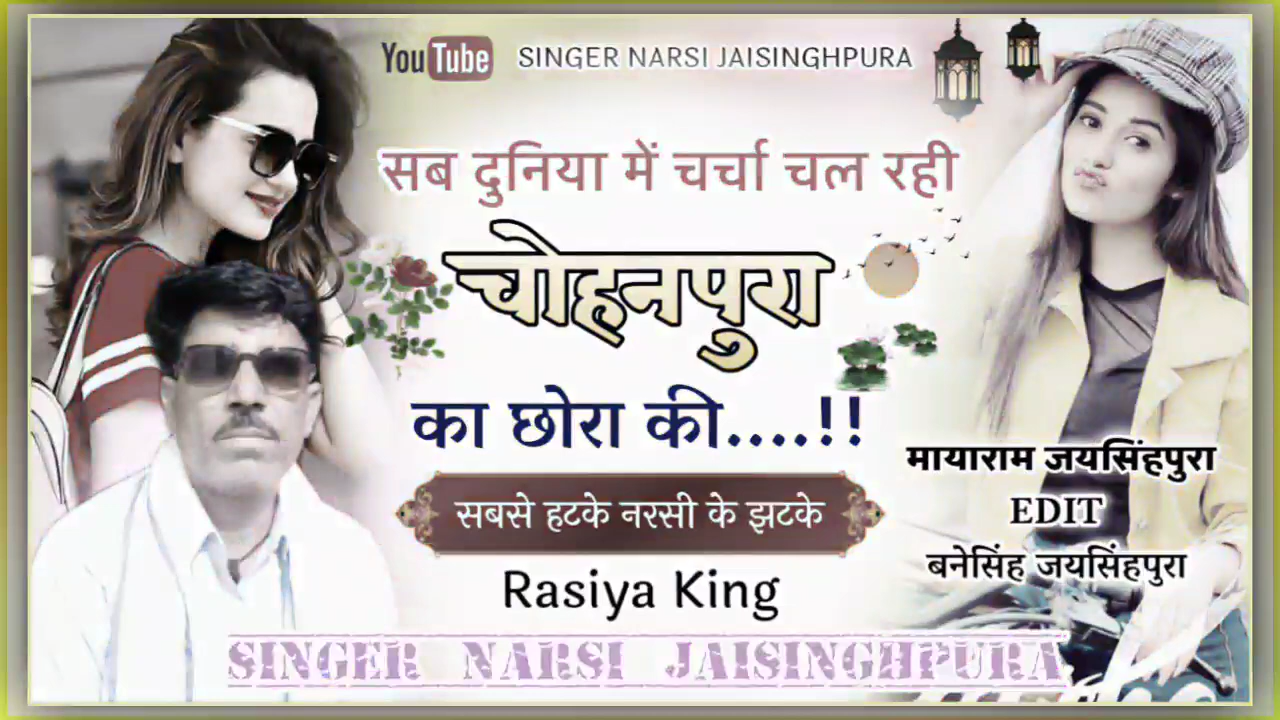 YouTube SINGER NARSI JAISINGHPURA
सब दुनिया में चर्चा चल रही
चोहनपुरा
का छोरा की....!!
सबसे हटके नरसी के झटके
Rasiya King
मायाराम जयसिंहपुरा
EDIT
बनेसिंह जयसिंहपुरा
SINGER NARSI JAISINGHPURA